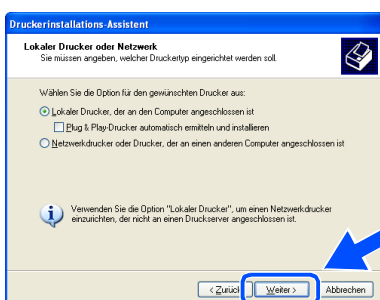 Druckerinstallations-Assistent
Lokaler Drucker oder Netzwerk
Sie müssen angeben, welcher Druckertyp eingerichtet werden soll.
Wählen Sie die Option für den gewünschten Drucker aus:
Lokaler Drucker, der an den Computer angeschlossen ist
Plug & Play-Drucker automatisch ermitteln und installieren
Netzwerkdrucker oder Drucker, der an einen anderen Computer angeschlossen ist
Verwenden Sie die Option "Lokaler Drucker", um einen Netzwerkdrucker
einzurichten, der nicht an einen Druckserver angeschlossen ist.
< Zurück Weiter > Abbrechen